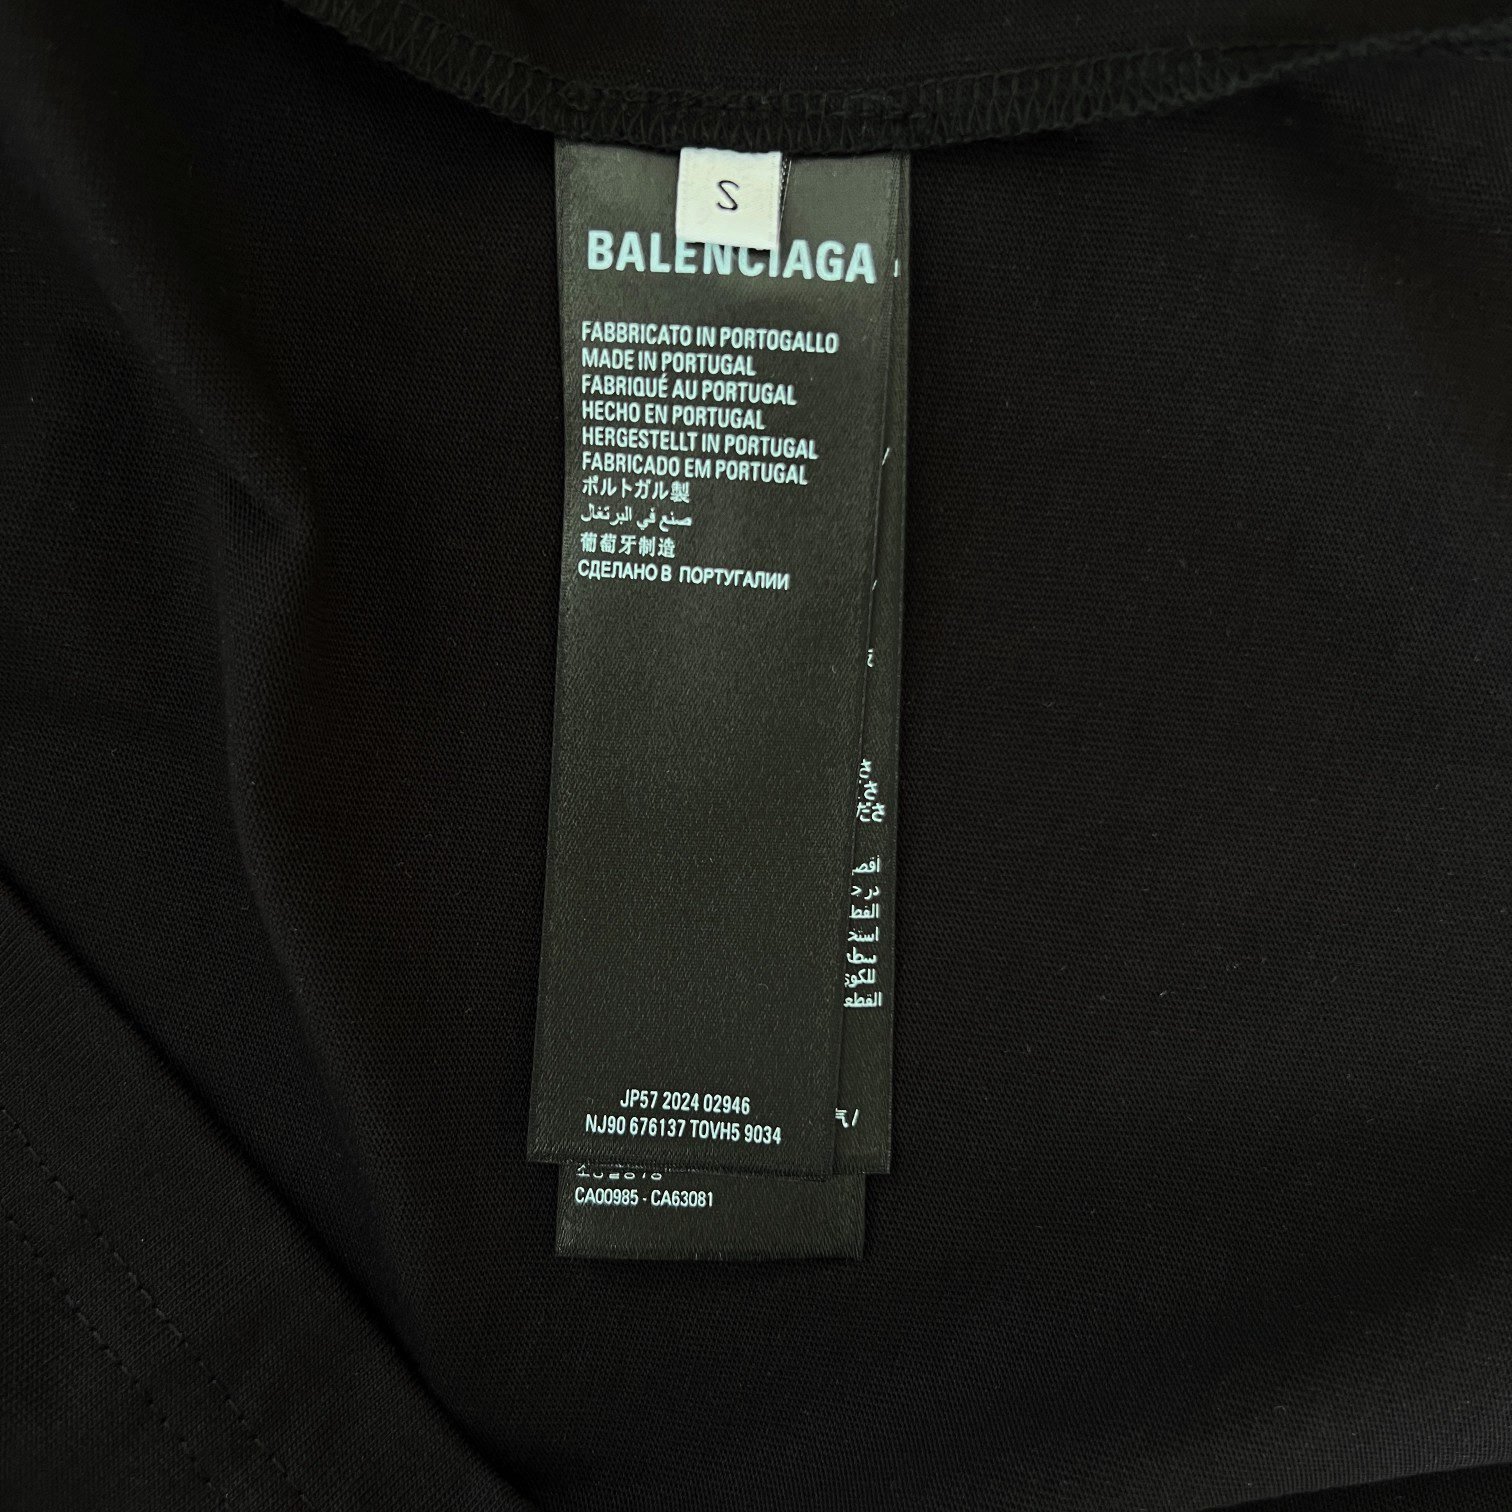 S
BALENCIAGA
FABBRICATO IN PORTOGALLO
MADE IN PORTUGAL
FABRIQUÉ AU PORTUGAL
HECHO EN PORTUGAL
HERGESTELLT IN PORTUGAL
FABRICADO EM PORTUGAL
ポルトガル製
صنع في البرتغال
葡萄牙制造
СДЕЛАНО В ПОРТУГАЛИИ
JP57 2024 02946
NJ90 676137 TOVH5 9034
CA00985 - CA63081